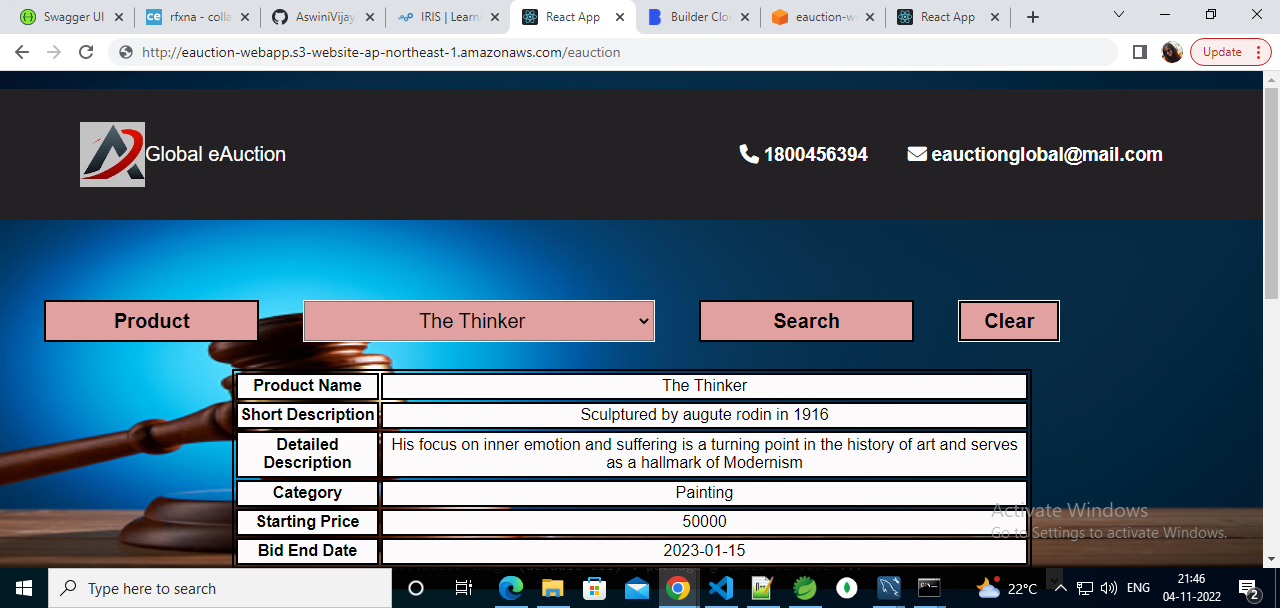 Swagger UI
rfxna - colla
AswiniVijay
IRIS | Learn
React App
Builder Clou
eauction-w
React App
http://eauction-webapp.s3-website-ap-northeast-1.amazonaws.com/eauction
Update
Global eAuction
1800456394
eauctionglobal@mail.com
Product
The Thinker
Search
Clear
Product Name
The Thinker
Short Description
Sculptured by augute rodin in 1916
Detailed
Description
His focus on inner emotion and suffering is a turning point in the history of art and serves
as a hallmark of Modernism
Category
Painting
Starting Price
50000
Bid End Date
2023-01-15
Activate Windows
Go to Settings to activate Windows.
Type here to search
22°C
ENG
21:46
04-11-2022
2